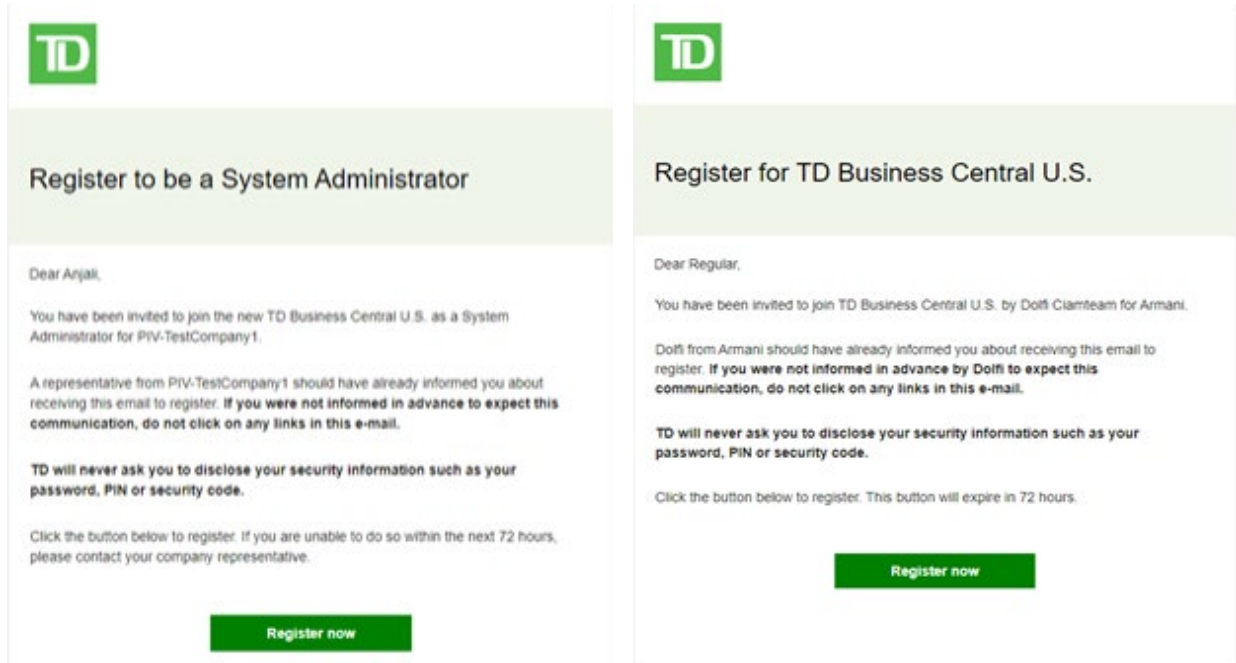 TD
Register to be a System Administrator
Dear Anjali,
You have been invited to join the new TD Business Central U.S. as a System
Administrator for PIV-TestCompany1.
A representative from PIV-TestCompany1 should have already informed you about
receiving this email to register. If you were not informed in advance to expect this
communication, do not click on any links in this e-mail.
TD will never ask you to disclose your security information such as your
password, PIN or security code.
Click the button below to register. If you are unable to do so within the next 72 hours,
please contact your company representative.
Register now
TD
Register for TD Business Central U.S.
Dear Regular,
You have been invited to join TD Business Central U.S. by Dolfi Ciamteam for Armani.
Dolfi from Armani should have already informed you about receiving this email to
register. If you were not informed in advance by Dolfi to expect this
communication, do not click on any links in this e-mail.
TD will never ask you to disclose your security information such as your
password, PIN or security code.
Click the button below to register. This button will expire in 72 hours.
Register now